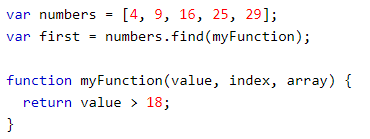 var numbers = [4, 9, 16, 25, 29];
var first = numbers.find(myFunction);

function myFunction(value, index, array) {
  return value > 18;
}